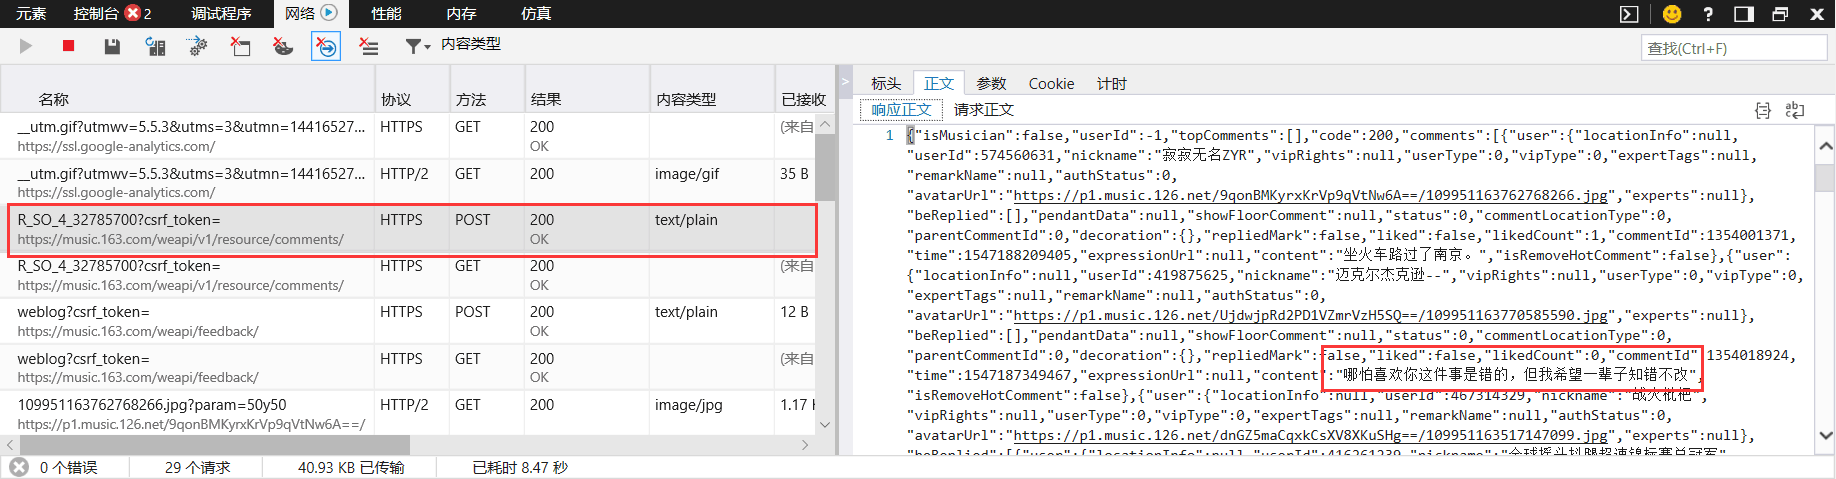 元素 控制台 2 调试程序 网络 性能 内存 仿真
内容类型
查找(Ctrl+F)
名称 协议 方法 结果 内容类型 已接收
__utm.gif?utmwv=5.5.3&utms=3&utmn=14416527... HTTPS GET 200 (来自
https://ssl.google-analytics.com/ OK
__utm.gif?utmwv=5.5.3&utms=3&utmn=14416527... HTTP/2 GET 200 image/gif 35 B
https://ssl.google-analytics.com/
R_SO_4_32785700?csrf_token= HTTPS POST 200 text/plain
https://music.163.com/weapi/v1/resource/comments/ OK
R_SO_4_32785700?csrf_token= HTTPS GET 200 (来自
https://music.163.com/weapi/v1/resource/comments/ OK
weblog?csrf_token= HTTPS POST 200 text/plain 12 B
https://music.163.com/weapi/feedback/ OK
weblog?csrf_token= HTTPS GET 200 (来自
https://music.163.com/weapi/feedback/ OK
109951163762768266.jpg?param=50y50 HTTP/2 GET 200 image/jpg 1.17
https://p1.music.126.net/9qonBMKyrxKrVp9qVtNw6A==/
0 个错误 29 个请求 40.93 KB 已传输 已耗时 8.47 秒
标头 正文 参数 Cookie 计时
响应正文 请求正文
1 {"isMusician":false,"userId":-1,"topComments":[],"code":200,"comments":[{"user":{"locationInfo":null,
"userId":574560631,"nickname":"寂寂无名ZYR","vipRights":null,"userType":0,"vipType":0,"expertTags":null,
"remarkName":null,"authStatus":0,
"avatarUrl":"https://p1.music.126.net/9qonBMKyrxKrVp9qVtNw6A==/109951163762768266.jpg","experts":null},
"beReplied":[],"pendantData":null,"showFloorComment":null,"status":0,"commentLocationType":0,
"parentCommentId":0,"decoration":{},"repliedMark":false,"liked":false,"likedCount":1,"commentId":1354001371,
"time":1547188209405,"expressionUrl":null,"content":"坐火车路过了南京。","isRemoveHotComment":false},{"user":
{"locationInfo":null,"userId":419875625,"nickname":"迈克尔杰克逊--","vipRights":null,"userType":0,"vipType":0,
"expertTags":null,"remarkName":null,"authStatus":0,
"avatarUrl":"https://p1.music.126.net/UjdwjpRd2PD1VZmrVzH5SQ==/109951163770585590.jpg","experts":null},
"beReplied":[],"pendantData":null,"showFloorComment":null,"status":0,"commentLocationType":0,
"parentCommentId":0,"decoration":{},"repliedMark":false,"liked":false,"likedCount":0,"commentId":1354018924,
"time":1547187349467,"expressionUrl":null,"content":"哪怕喜欢你这件事是错的，但我希望一辈子知错不改",
"isRemoveHotComment":false},{"user":{"locationInfo":null,"userId":467314329,"nickname":"战火枇杷",
"vipRights":null,"userType":0,"vipType":0,"expertTags":null,"remarkName":null,"authStatus":0,
"avatarUrl":"https://p1.music.126.net/dnGZ5maCqxkCsXV8XKuSHg==/109951163517147099.jpg","experts":null},
"beReplied":[{"user":{"locationInfo":null,"userId":416261239,"nickname":"全球摇头抖腿超速锦标赛总冠军"